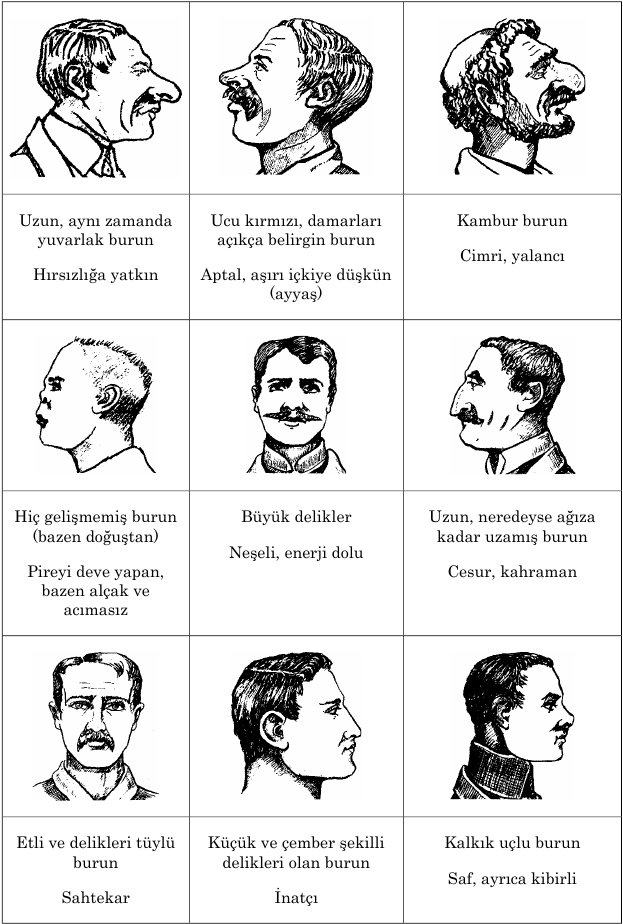 Uzun, aynı zamanda
yuvarlak burun
Hırsızlığa yatkın
Ucu kırmızı, damarları
açıkça belirgin burun
Aptal, aşırı içkiye düşkün
(ayyaş)
Kambur burun
Cimri, yalancı
Hiç gelişmemiş burun
(bazen doğuştan)
Pireyi deve yapan,
bazen alçak ve
acımasız
Büyük delikler
Neşeli, enerji dolu
Uzun, neredeyse ağıza
kadar uzamış burun
Cesur, kahraman
Etli ve delikleri tüylü
burun
Sahtekar
Küçük ve çember şekilli
delikleri olan burun
İnatçı
Kalkık uçlu burun
Saf, ayrıca kibirli